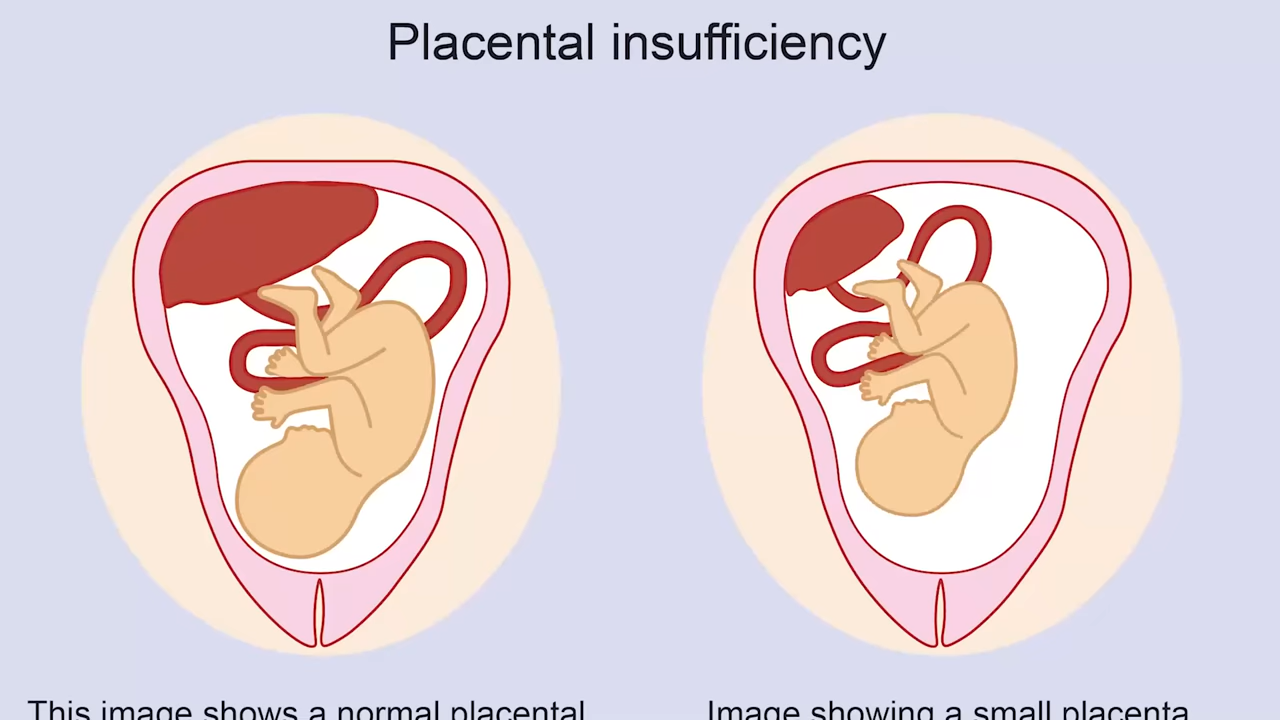 Placental insufficiency
This image shows a normal placental
Image showing a small placenta